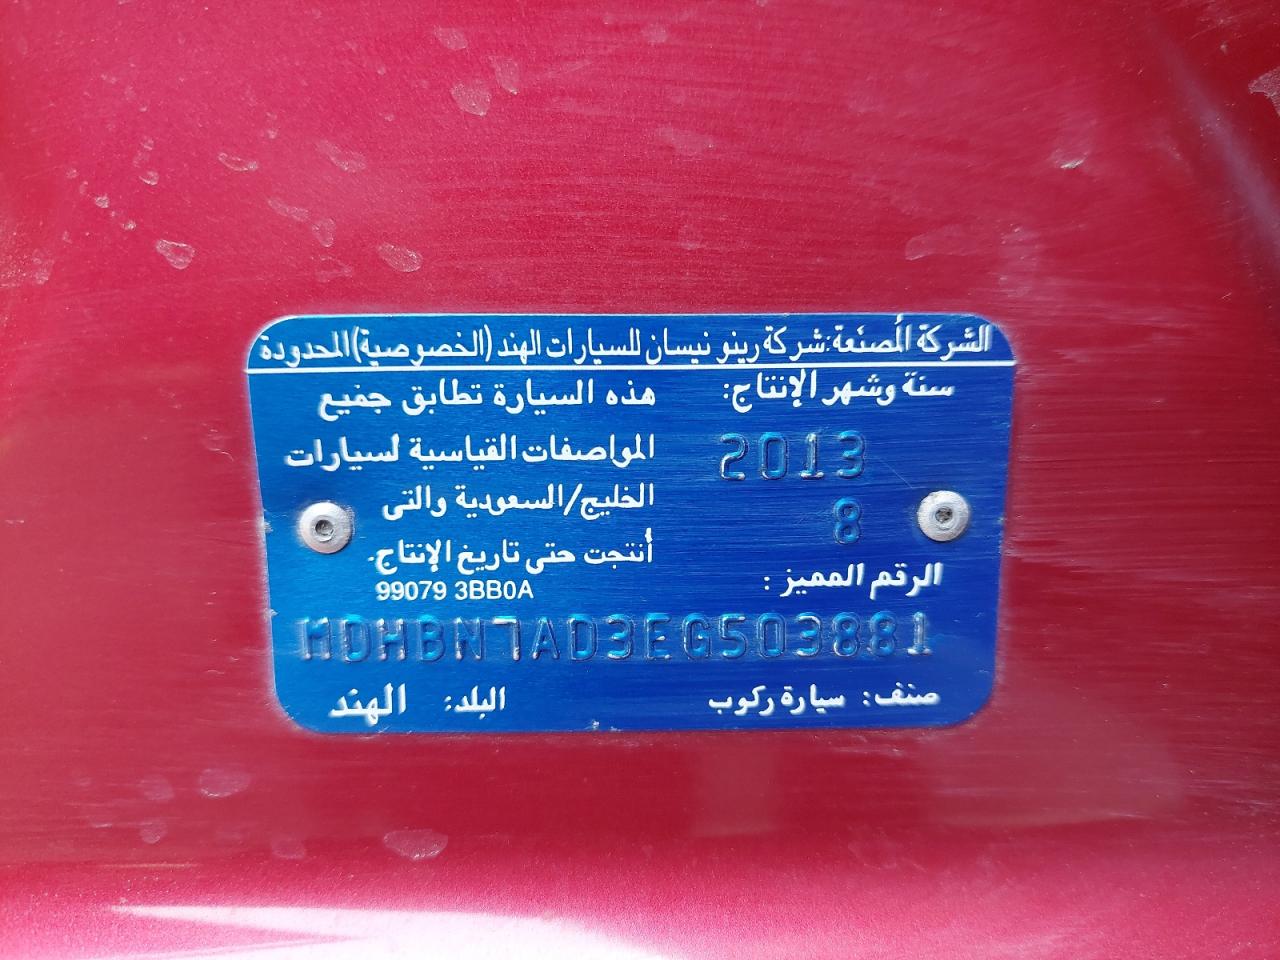 الشركة المصنعة: شركة رينو نيسان للسيارات الهند (الخصوصية) المحدودة
سنة وشهر الإنتاج:
2013
8
هذه السيارة تطابق جميع
المواصفات القياسية لسيارات
الخليج/السعودية والتى
أنتجت حتى تاريخ الإنتاج.
99079 3BB0A
الرقم المميز:
MDHBN7AD3EG503881
صنف: سيارة ركوب
البلد: الهند